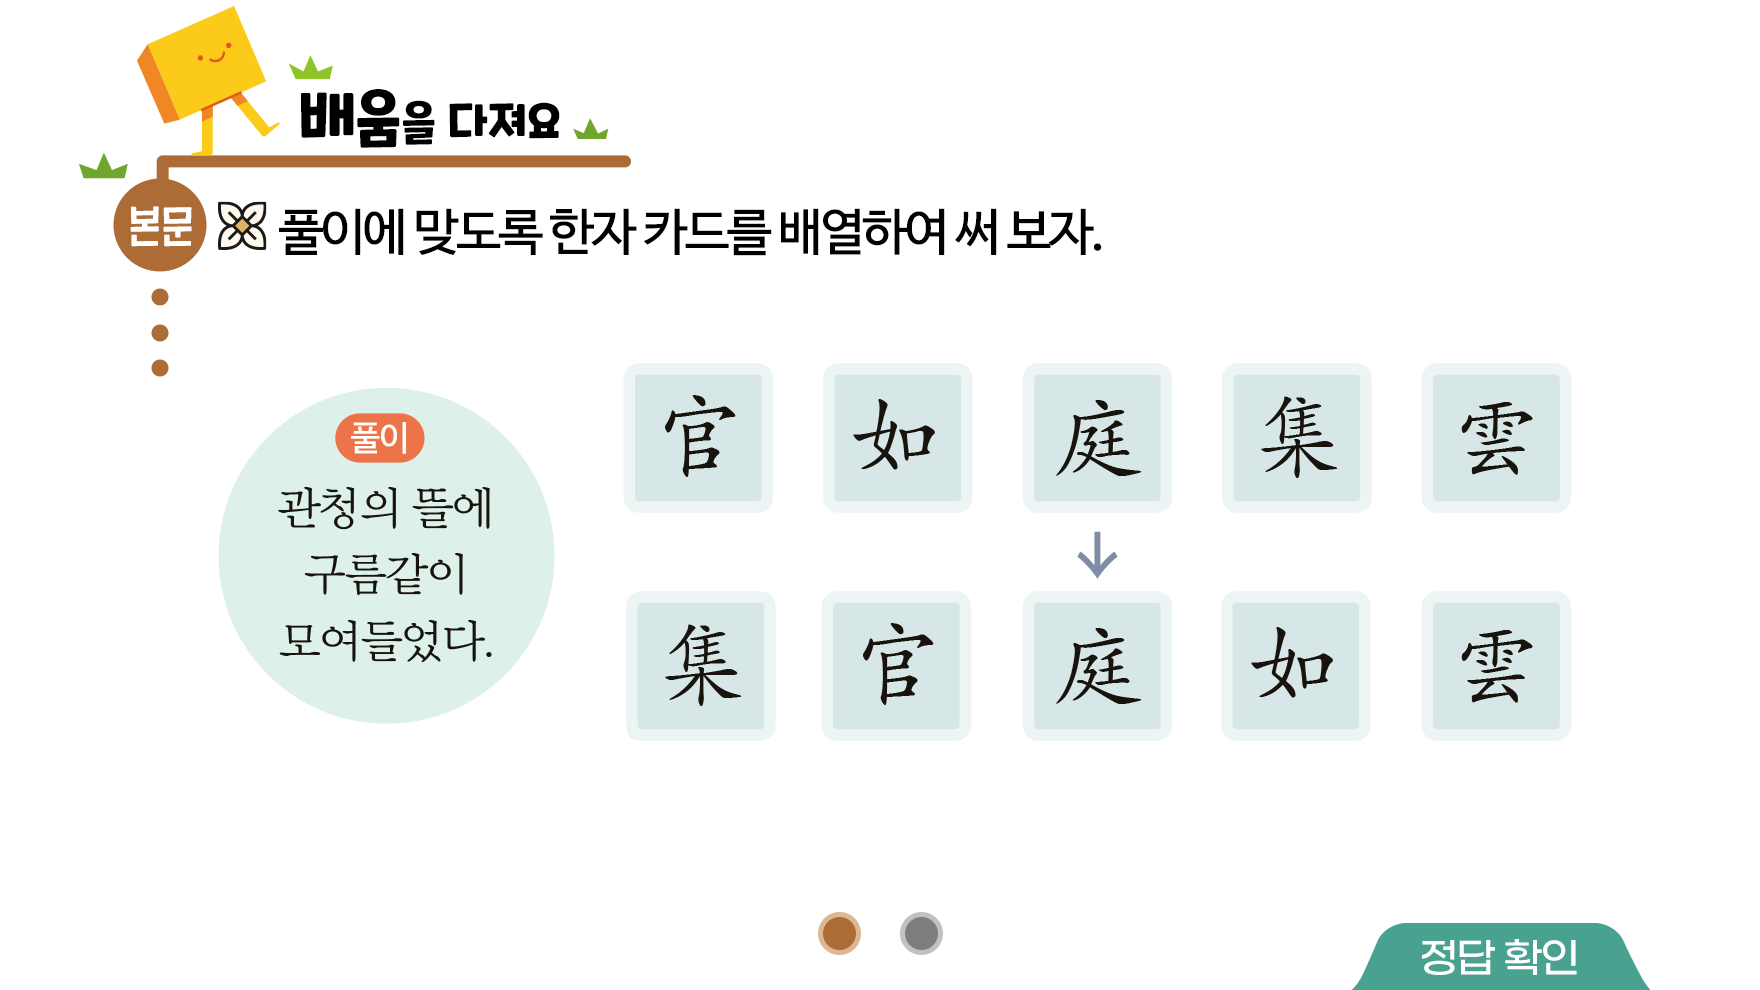 배움을 다져요
본문 풀이에 맞도록 한자 카드를 배열하여 써 보자.
풀이
관청의 뜰에
구름같이
모여들었다.
官 如 庭 集 雲
↓
集 官 庭 如 雲
정답 확인